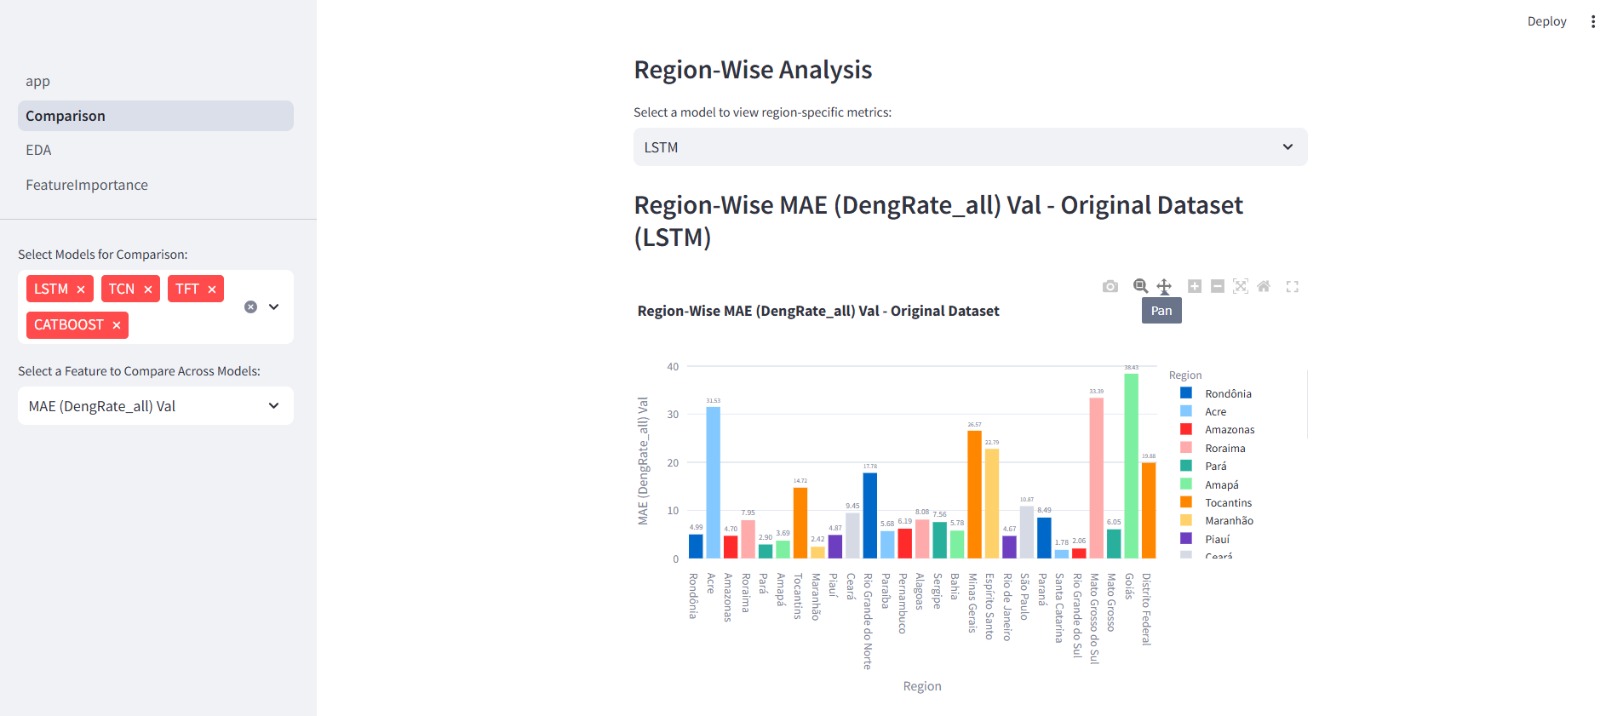 Deploy
app
Comparison
EDA
FeatureImportance
Select Models for Comparison:
LSTM × TCN × TFT ×
CATBOOST ×
Select a Feature to Compare Across Models:
MAE (DengRate_all) Val
Region-Wise Analysis
Select a model to view region-specific metrics:
LSTM
Region-Wise MAE (DengRate_all) Val - Original Dataset
(LSTM)
Pan
Region-Wise MAE (DengRate_all) Val - Original Dataset
MAE (DengRate_all) Val
40
30
20
10
0
4.99
31.53
4.70
7.95
2.90
3.69
14.72
2.42
4.87
9.45
17.78
5.68
6.19
8.08
7.56
5.78
26.57
22.79
4.67
10.87
8.49
1.78
2.06
33.39
6.05
38.43
19.88
Rondônia
Acre
Amazonas
Roraima
Pará
Amapá
Tocantins
Maranhão
Piauí
Ceará
Rio Grande do Norte
Paraíba
Pernambuco
Alagoas
Sergipe
Bahia
Minas Gerais
Espírito Santo
Rio de Janeiro
São Paulo
Paraná
Santa Catarina
Rio Grande do Sul
Mato Grosso do Sul
Mato Grosso
Goiás
Distrito Federal
Region
Region
Rondônia
Acre
Amazonas
Roraima
Pará
Amapá
Tocantins
Maranhão
Piauí
Ceará